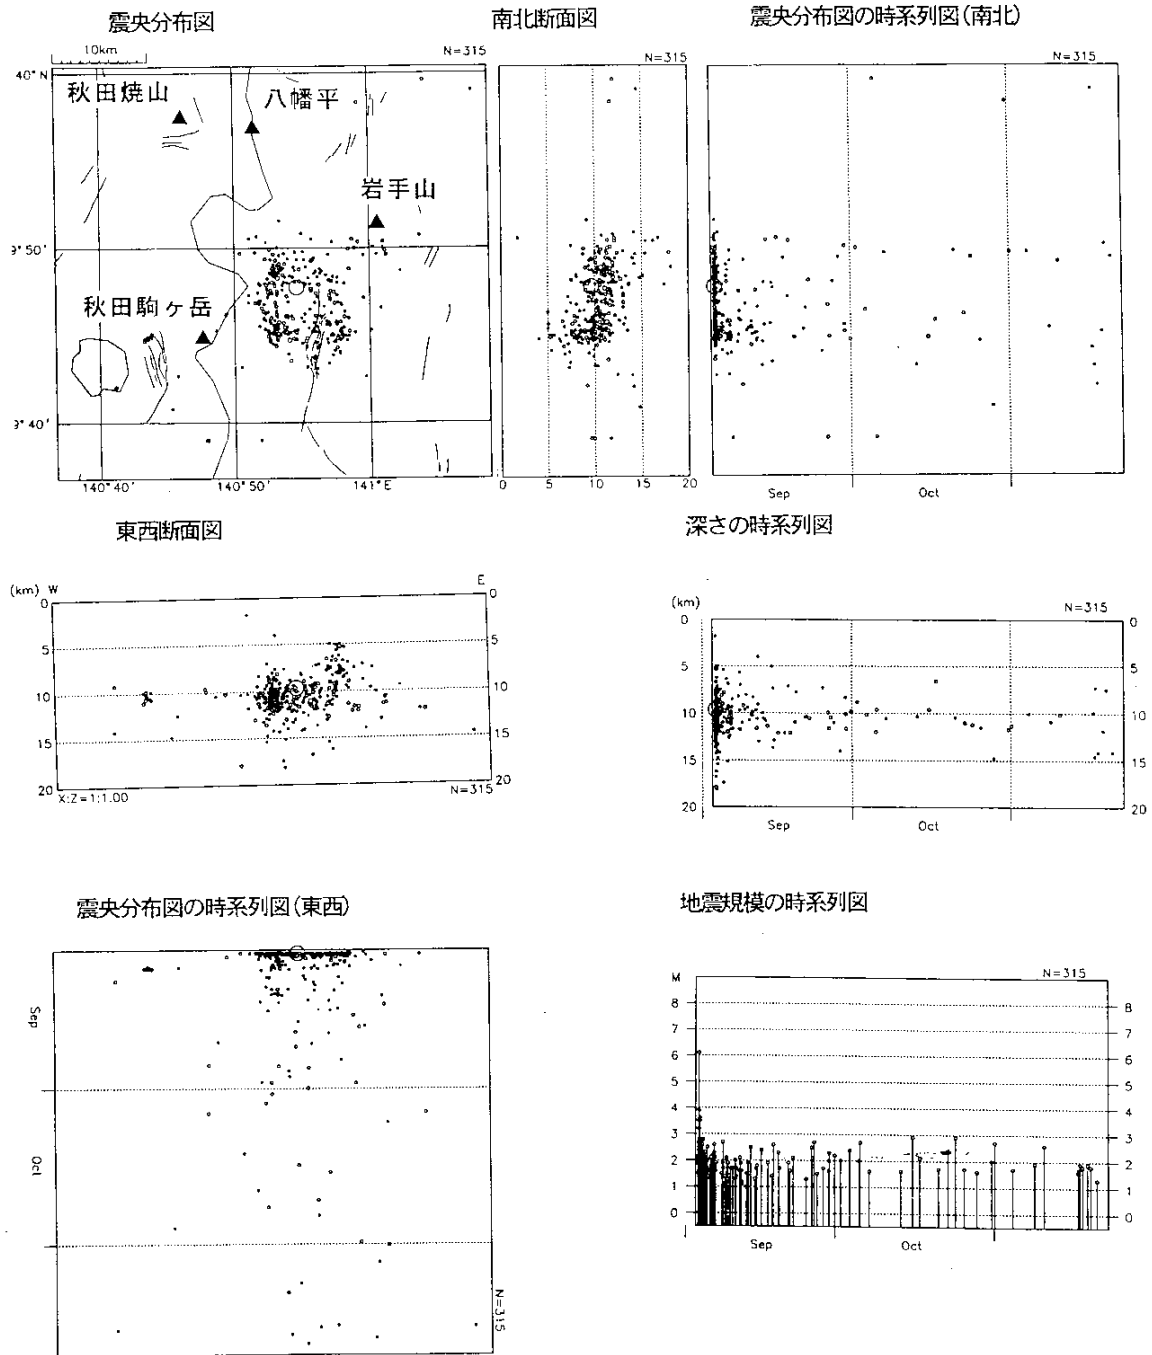 震央分布図
南北断面図
震央分布図の時系列図(南北)
10km
N=315
N=315
N=315
40°N
秋田焼山
八幡平
岩手山
9°50'
秋田駒ヶ岳
9°40'
140°40'
140°50'
141°E
0 5 10 15 20
Sep
Oct
東西断面図
深さの時系列図
(km) W
E
0
5
10
15
20
0
5
10
15
20
X:Z=1:1.00
N=315
(km)
N=315
0
5
10
15
20
0
5
10
15
20
Sep
Oct
震央分布図の時系列図(東西)
地震規模の時系列図
Sep
Oct
N=315
M
N=315
8
7
6
5
4
3
2
1
0
8
7
6
5
4
3
2
1
0
Sep
Oct